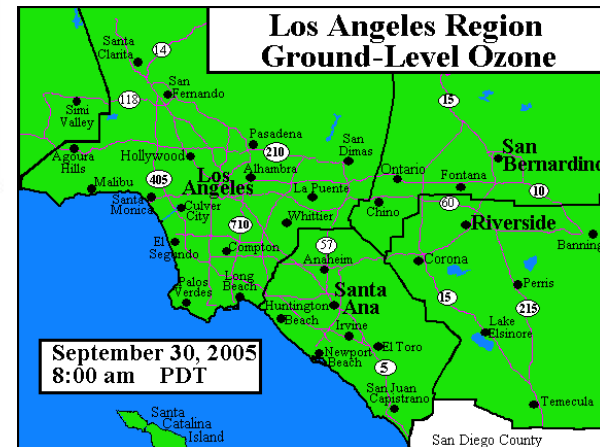 Los Angeles Region
Ground-Level Ozone
Santa
Clarita
14
San
Fernando
118
Simi
Valley
15
Pasadena
Agoura
Hills
Hollywood
210
San
Dimas
San
Bernardino
Alhambra
Ontario
Fontana
405
Los
Angeles
Malibu
La Puente
10
Santa
Monica
Culver
City
Chino
60
Whittier
Riverside
710
El
Segundo
Compton
57
Anaheim
Banning
Corona
Palos
Verdes
Long
Beach
Santa
Ana
Perris
Huntington
Beach
15
215
Irvine
Lake
Elsinore
El Toro
Newport
Beach
5
San Juan
Capistrano
Temecula
September 30, 2005
8:00 am PDT
Santa
Catalina
Island
San Diego County